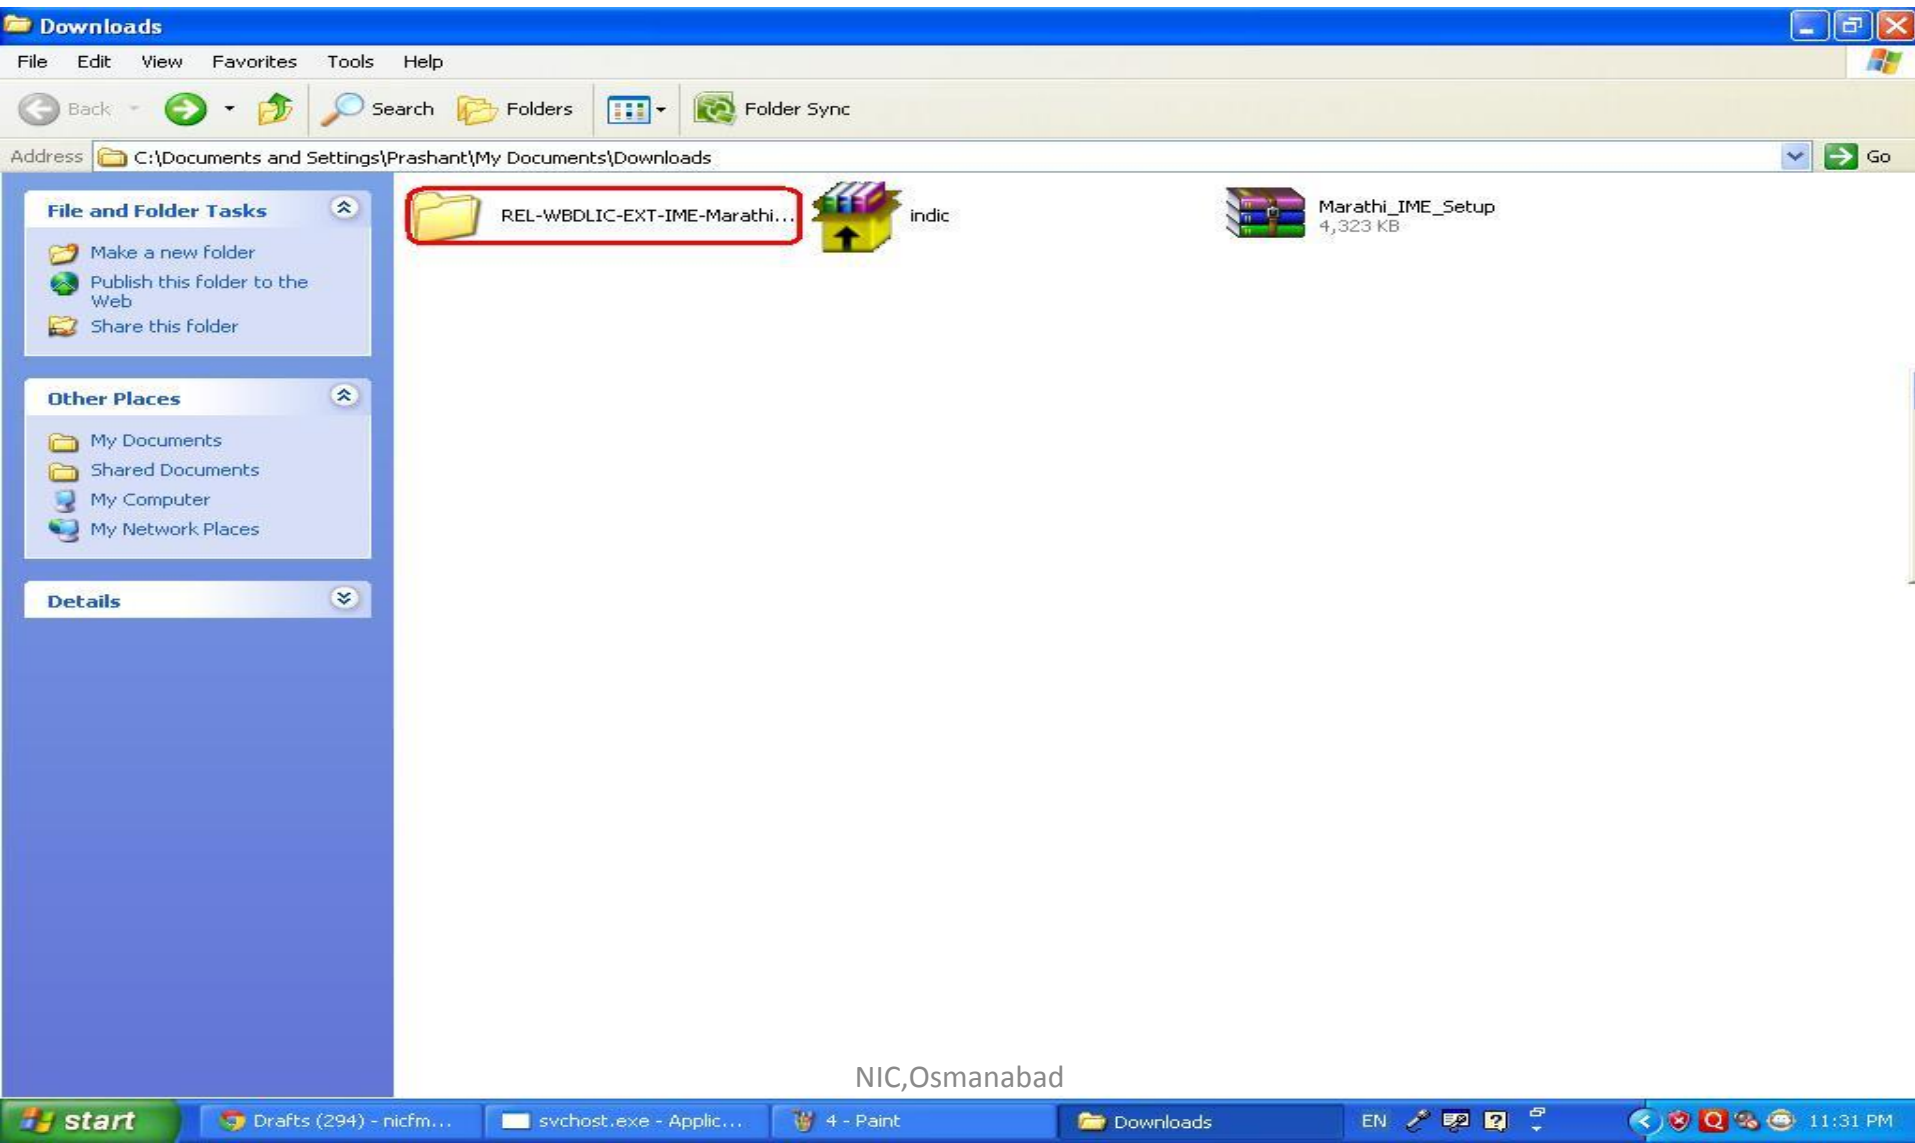 Downloads
File Edit View Favorites Tools Help
Back Search Folders Folder Sync
Address C:\Documents and Settings\Prashant\My Documents\Downloads Go
File and Folder Tasks
Make a new folder
Publish this folder to the
Web
Share this folder
Other Places
My Documents
Shared Documents
My Computer
My Network Places
Details
REL-WBDLIC-EXT-IME-Marathi...
indic
Marathi_IME_Setup
4,323 KB
NIC,Osmanabad
start Drafts (294) - nicfm... svchost.exe - Applic... 4 - Paint Downloads EN 11:31 PM